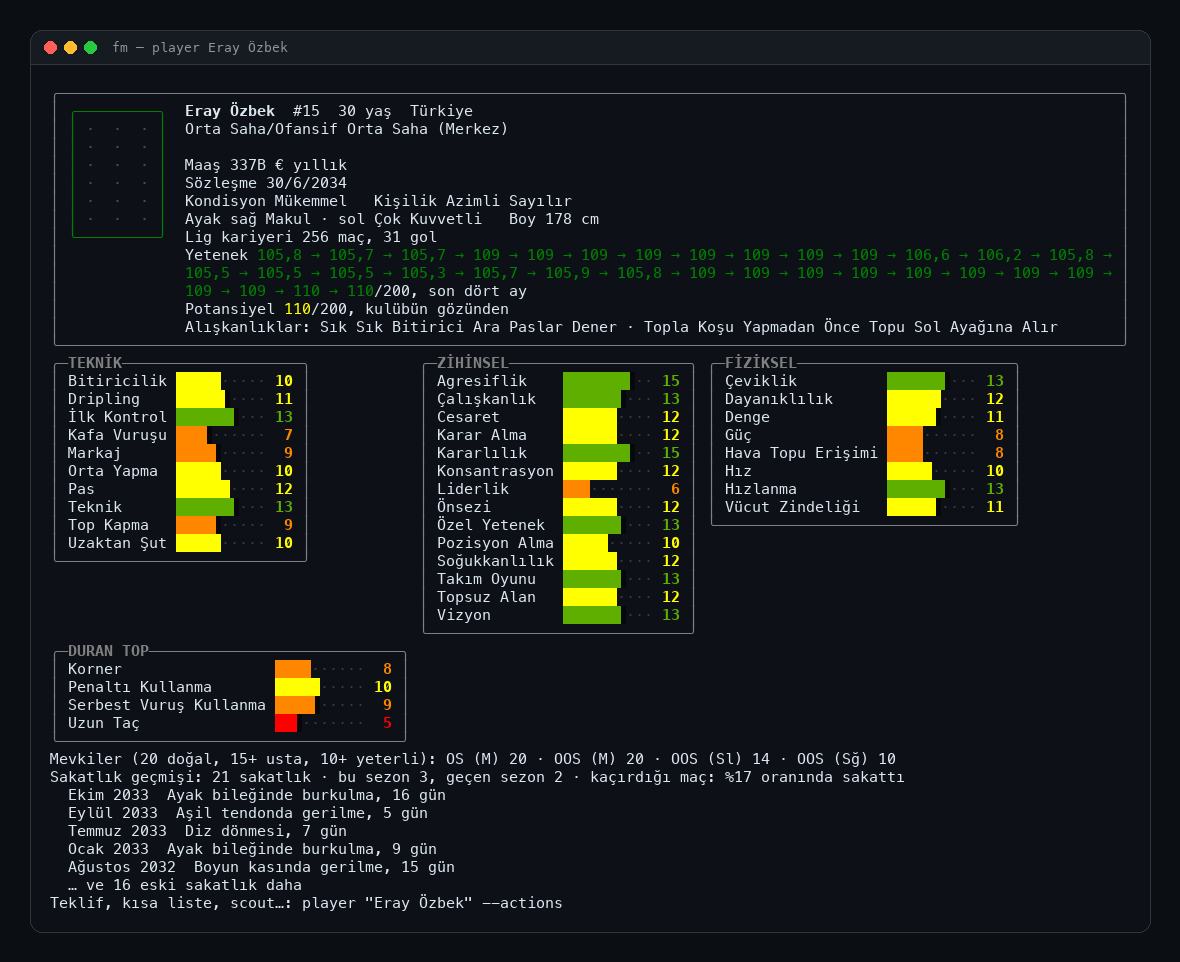 fm — player Eray Özbek
Eray Özbek #15 30 yaş Türkiye
Orta Saha/Ofansif Orta Saha (Merkez)
Maaş 337B € yıllık
Sözleşme 30/6/2034
Kondisyon Mükemmel Kişilik Azimli Sayılır
Ayak sağ Makul · sol Çok Kuvvetli Boy 178 cm
Lig kariyeri 256 maç, 31 gol
Yetenek 105,8 → 105,7 → 105,7 → 109 → 109 → 109 → 109 → 109 → 109 → 109 → 109 → 106,6 → 106,2 → 105,8 →
105,5 → 105,5 → 105,5 → 105,3 → 105,7 → 105,9 → 105,8 → 109 → 109 → 109 → 109 → 109 → 109 → 109 → 109 →
109 → 109 → 110 → 110/200, son dört ay
Potansiyel 110/200, kulübün gözünden
Alışkanlıklar: Sık Sık Bitirici Ara Paslar Dener · Topla Koşu Yapmadan Önce Topu Sol Ayağına Alır
TEKNİK
Bitiricilik 10
Dripling 11
İlk Kontrol 13
Kafa Vuruşu 7
Markaj 9
Orta Yapma 10
Pas 12
Teknik 13
Top Kapma 9
Uzaktan Şut 10
ZİHİNSEL
Agresiflik 15
Çalışkanlık 13
Cesaret 12
Karar Alma 12
Kararlılık 15
Konsantrasyon 12
Liderlik 6
Önsezi 12
Özel Yetenek 13
Pozisyon Alma 10
Soğukkanlılık 12
Takım Oyunu 13
Topsuz Alan 12
Vizyon 13
FİZİKSEL
Çeviklik 13
Dayanıklılık 12
Denge 11
Güç 8
Hava Topu Erişimi 8
Hız 10
Hızlanma 13
Vücut Zindeliği 11
DURAN TOP
Korner 8
Penaltı Kullanma 10
Serbest Vuruş Kullanma 9
Uzun Taç 5
Mevkiler (20 doğal, 15+ usta, 10+ yeterli): OS (M) 20 · OOS (M) 20 · OOS (Sl) 14 · OOS (Sğ) 10
Sakatlık geçmişi: 21 sakatlık · bu sezon 3, geçen sezon 2 · kaçırdığı maç: %17 oranında sakattı
Ekim 2033 Ayak bileğinde burkulma, 16 gün
Eylül 2033 Aşil tendonda gerilme, 5 gün
Temmuz 2033 Diz dönmesi, 7 gün
Ocak 2033 Ayak bileğinde burkulma, 9 gün
Ağustos 2032 Boyun kasında gerilme, 15 gün
… ve 16 eski sakatlık daha
Teklif, kısa liste, scout…: player "Eray Özbek" --actions